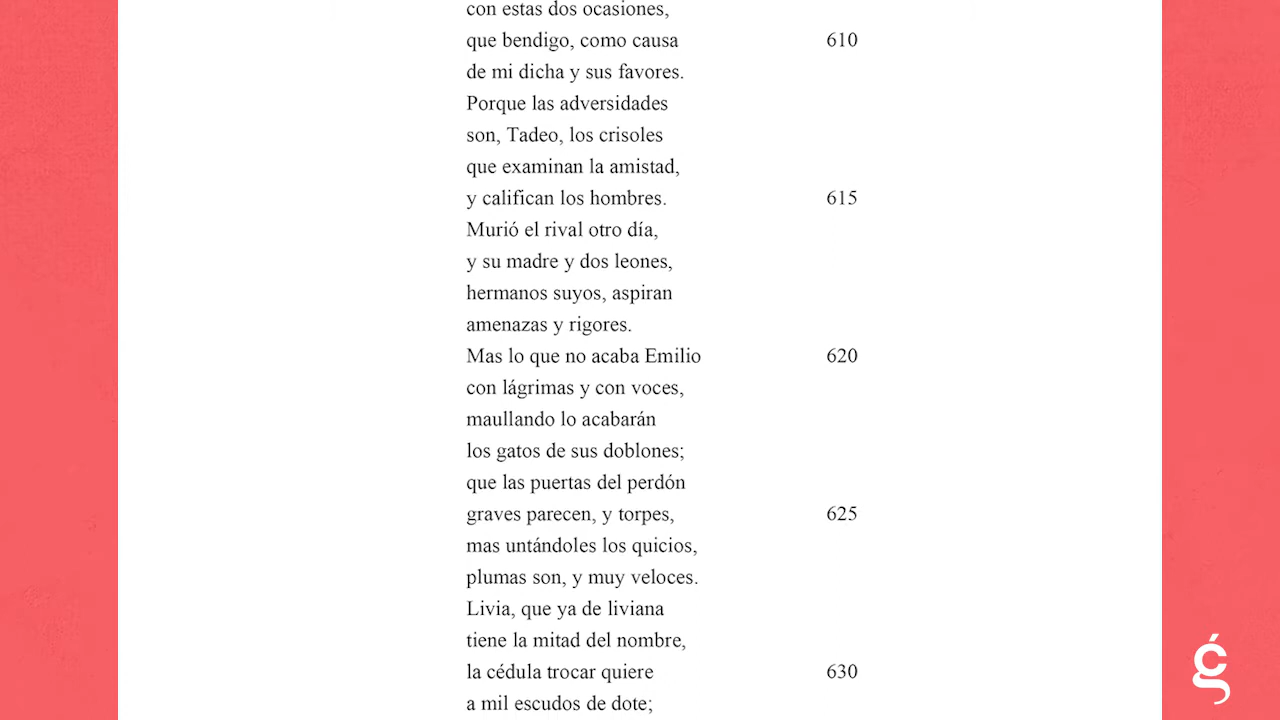 con estas dos ocasiones,
que bendigo, como causa 610
de mi dicha y sus favores.
Porque las adversidades
son, Tadeo, los crisoles
que examinan la amistad,
y califican los hombres. 615
Murió el rival otro día,
y su madre y dos leones,
hermanos suyos, aspiran
amenazas y rigores.
Mas lo que no acaba Emilio 620
con lágrimas y con voces,
maullando lo acabarán
los gatos de sus doblones;
que las puertas del perdón
graves parecen, y torpes, 625
mas untándoles los quicios,
plumas son, y muy veloces.
Livia, que ya de liviana
tiene la mitad del nombre,
la cédula trocar quiere 630
a mil escudos de dote;